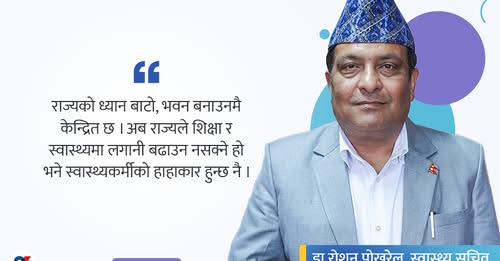 राज्यको ध्यान बाटो, भवन बनाउनमै
केन्द्रित छ । अब राज्यले शिक्षा र
स्वास्थ्यमा लगानी बढाउन नसक्ने हो
भने स्वास्थ्यकर्मीको हाहाकार हुन्छ नै ।
डा रोशन पोखरेल, स्वास्थ्य सचिव